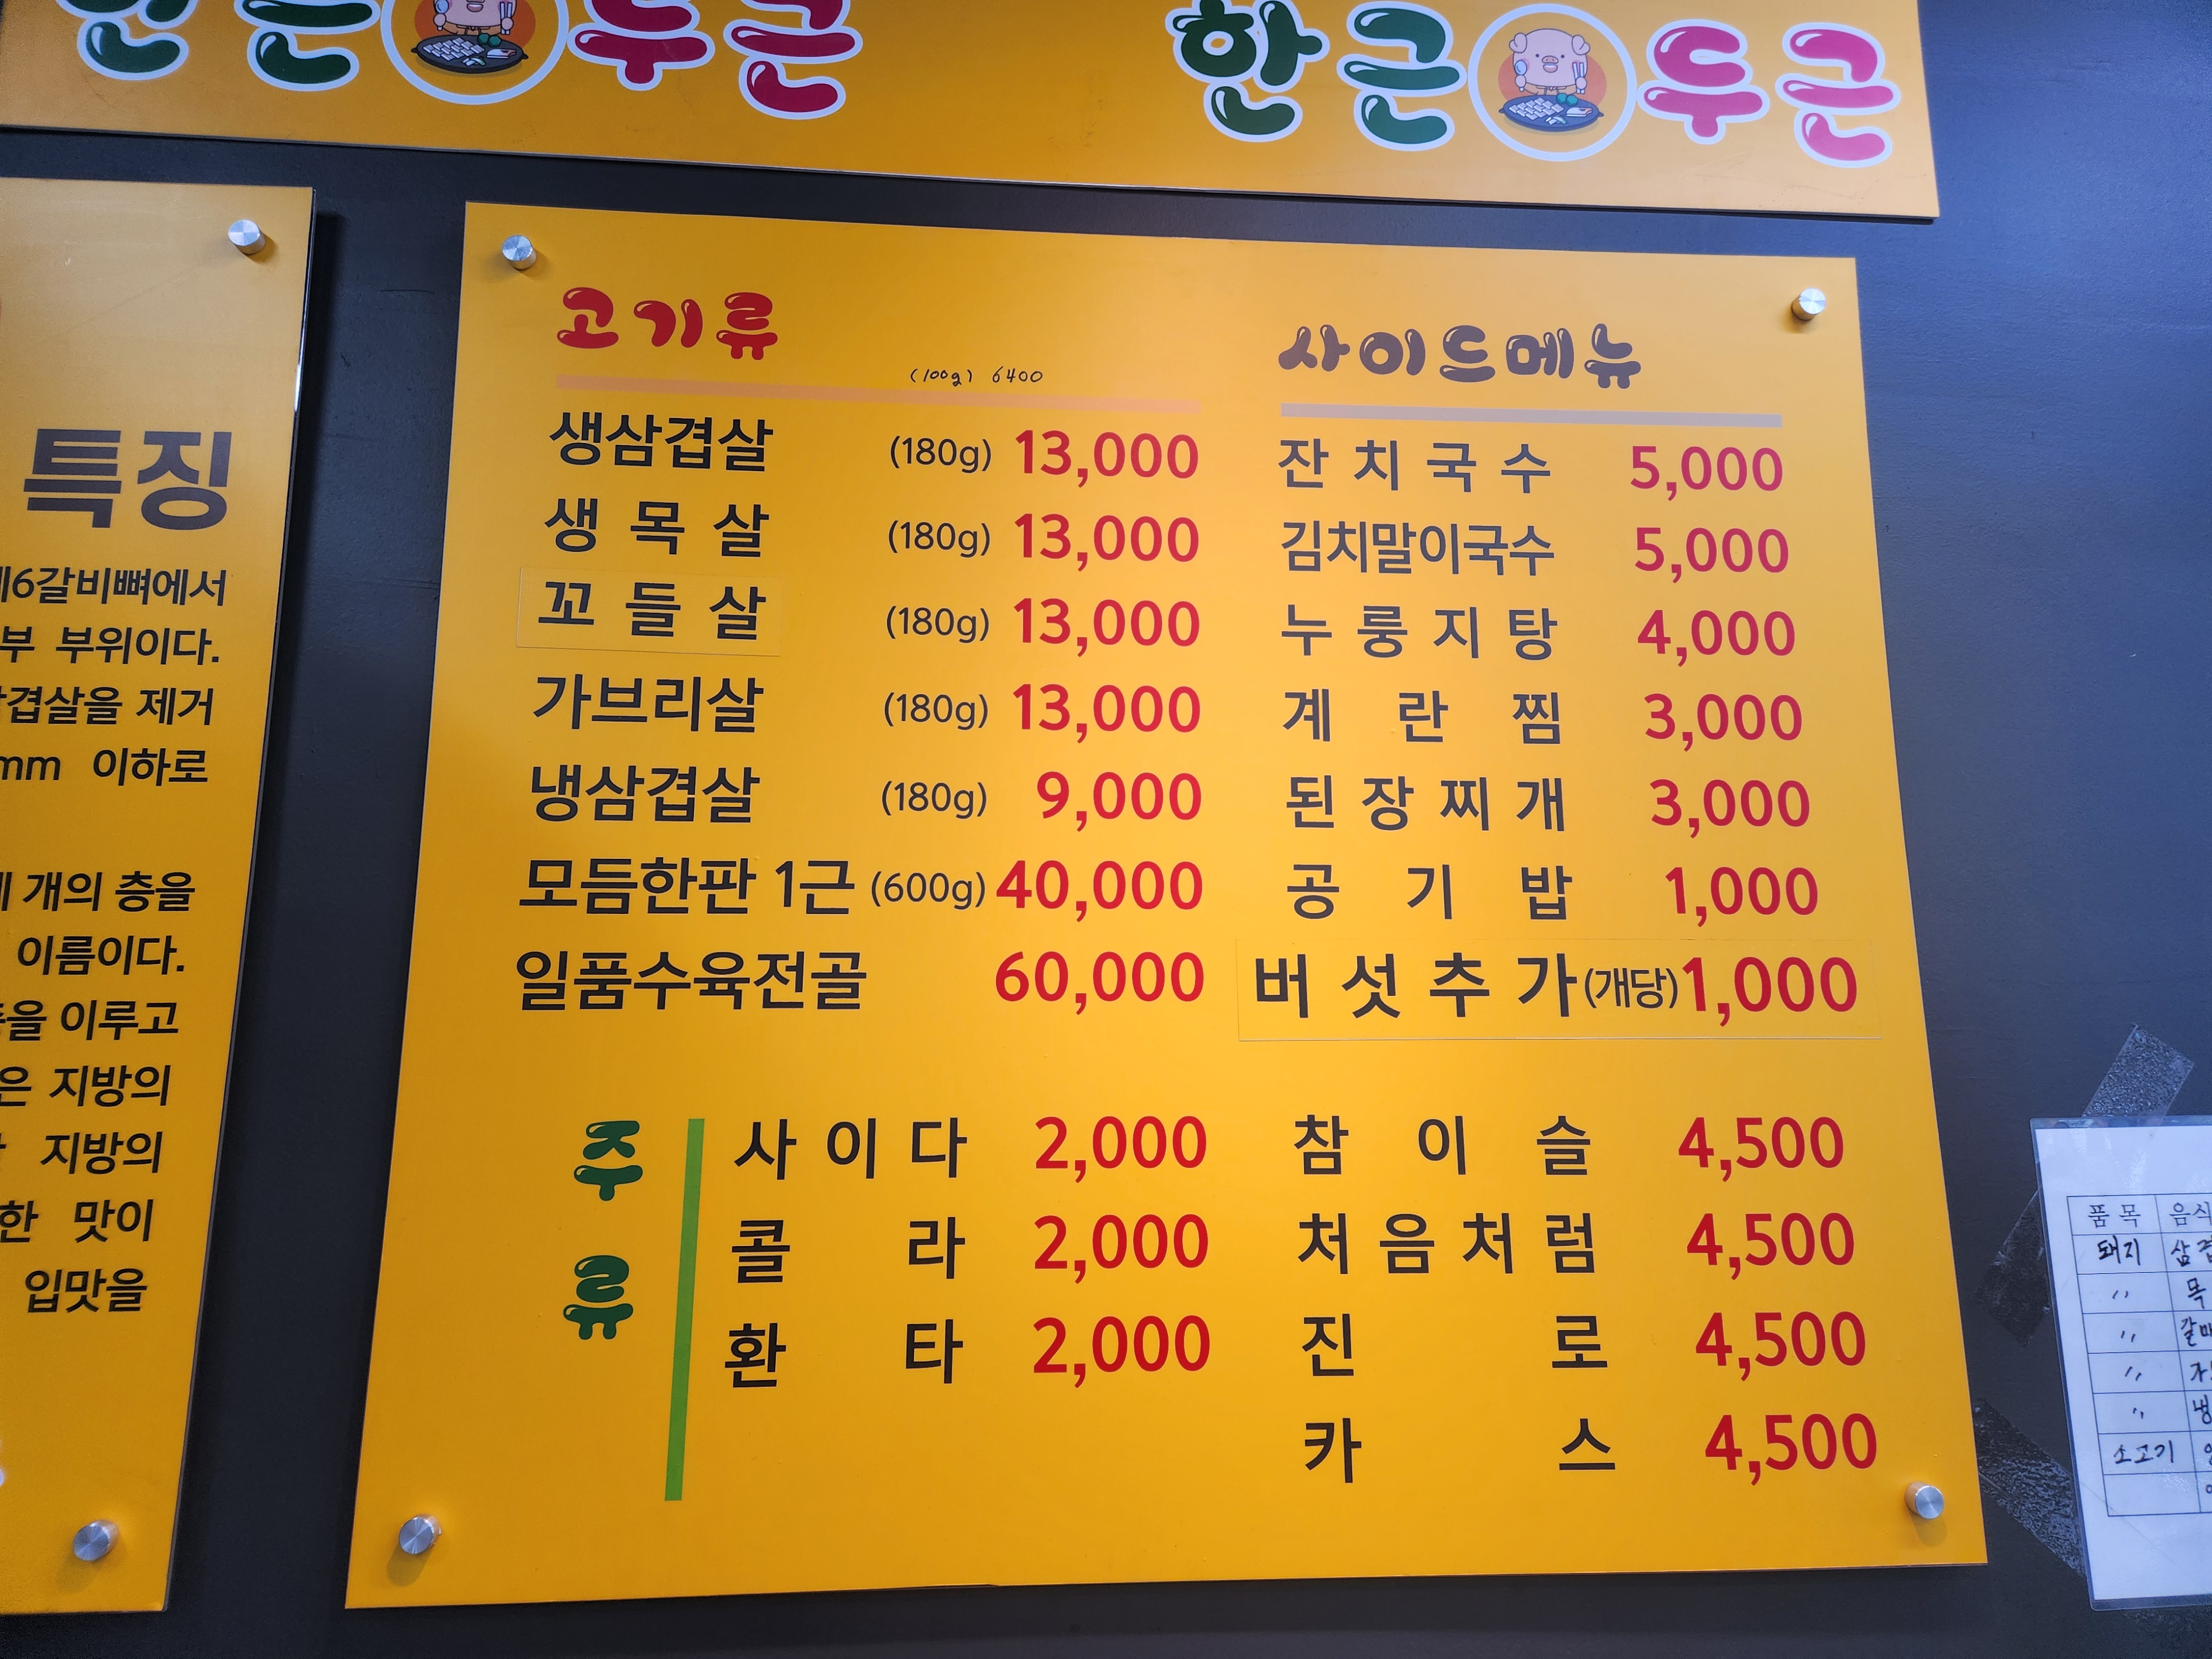 한근두근
한근두근
특징
제6갈비뼈에서
부 부위이다.
삼겹살을 제거
mm 이하로
개의 층을
이름이다.
을 이루고
은 지방의
지방의
한 맛이
입맛을
고기류
(100g) 6400
생삼겹살 (180g) 13,000
생목살 (180g) 13,000
꼬들살 (180g) 13,000
가브리살 (180g) 13,000
냉삼겹살 (180g) 9,000
모듬한판 1근 (600g) 40,000
일품수육전골 60,000
사이드메뉴
잔치국수 5,000
김치말이국수 5,000
누룽지탕 4,000
계란찜 3,000
된장찌개 3,000
공기밥 1,000
버섯추가(개당) 1,000
주류
사이다 2,000
콜라 2,000
환타 2,000
참이슬 4,500
처음처럼 4,500
진로 4,500
카스 4,500
품목 음식
돼지 삼겹
〃 목
〃
〃
〃 냉
소고기